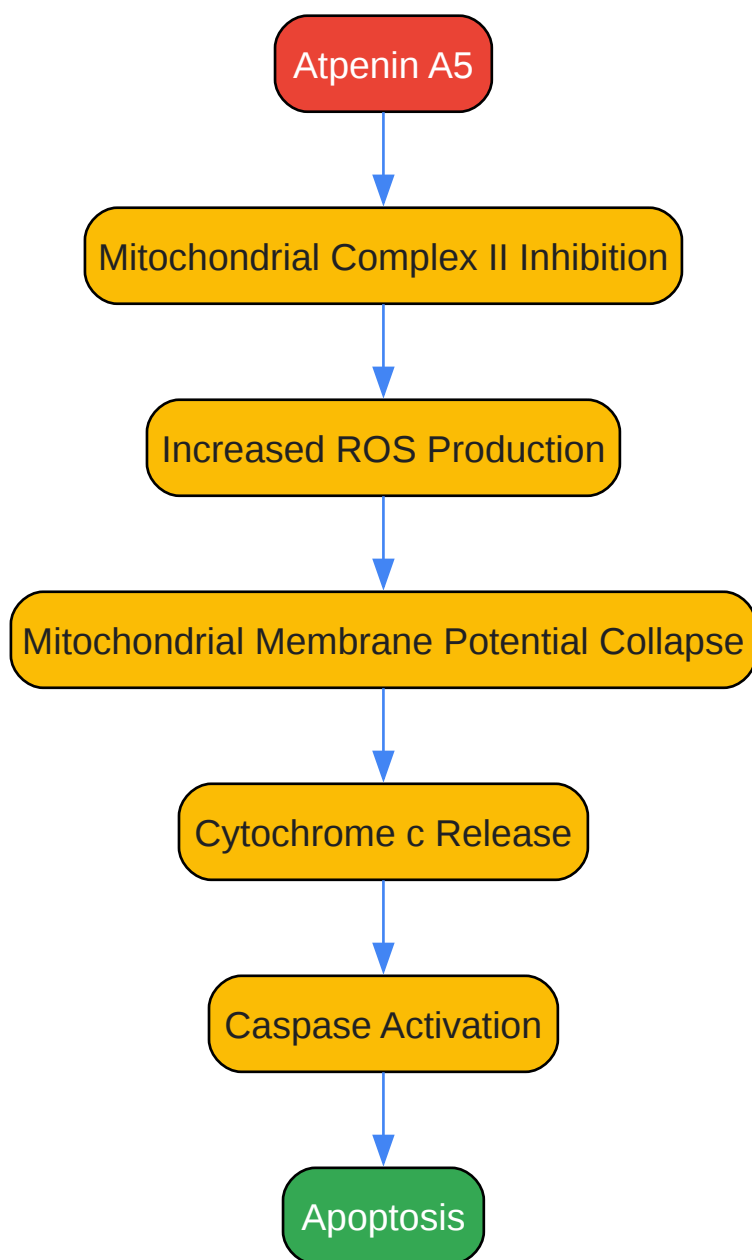 Atpenin A5
Mitochondrial Complex II Inhibition
Increased ROS Production
Mitochondrial Membrane Potential Collapse
Cytochrome c Release
Caspase Activation
Apoptosis